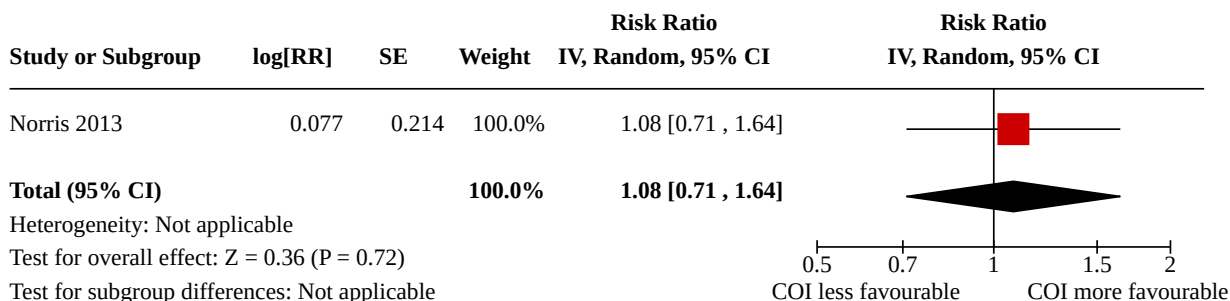 Risk Ratio Risk Ratio
Study or Subgroup log[RR] SE Weight IV, Random, 95% CI IV, Random, 95% CI
Norris 2013 0.077 0.214 100.0% 1.08 [0.71 , 1.64]
Total (95% CI) 100.0% 1.08 [0.71 , 1.64]
Heterogeneity: Not applicable
Test for overall effect: Z = 0.36 (P = 0.72)
0.5 0.7 1 1.5 2
Test for subgroup differences: Not applicable COI less favourable COI more favourable